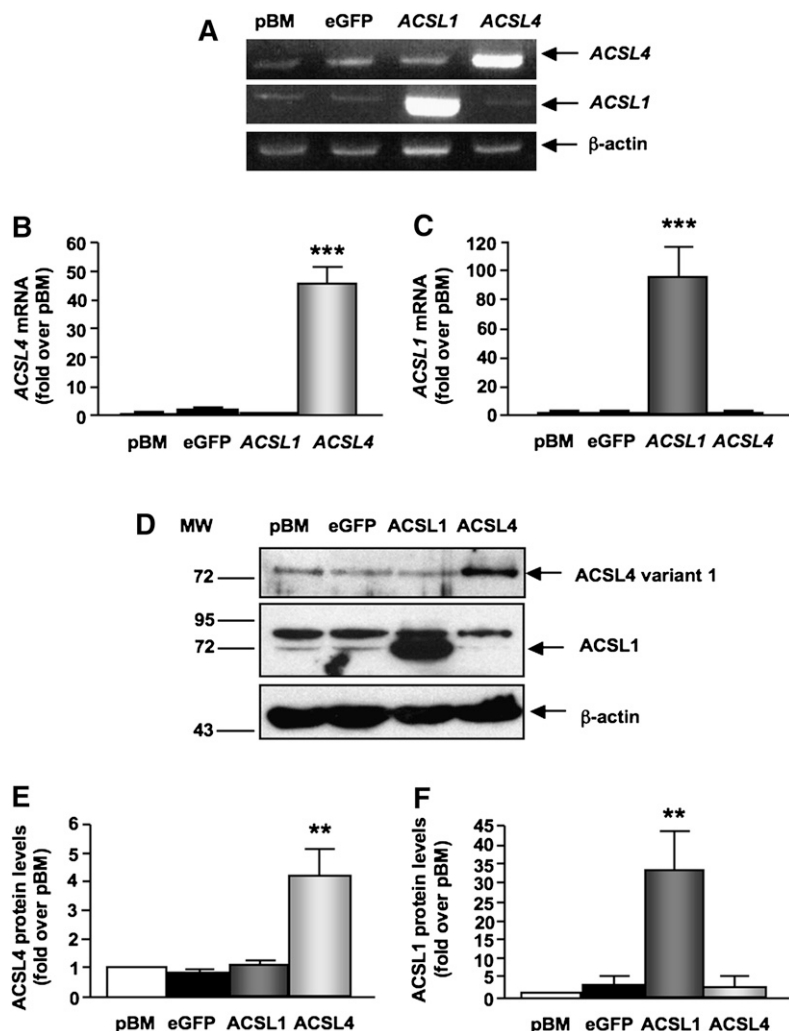 A
pBM eGFP ACSL1 ACSL4
ACSL4
ACSL1
β-actin
B
ACSL4 mRNA
(fold over pBM)
60
50
40
30
20
10
0
***
pBM eGFP ACSL1 ACSL4
C
ACSL1 mRNA
(fold over pBM)
120
100
80
60
40
20
0
***
pBM eGFP ACSL1 ACSL4
D
MW pBM eGFP ACSL1 ACSL4
72
ACSL4 variant 1
95
72
ACSL1
43
β-actin
E
ACSL4 protein levels
(fold over pBM)
6
5
4
3
2
1
0
**
pBM eGFP ACSL1 ACSL4
F
ACSL1 protein levels
(fold over pBM)
45
40
35
30
25
20
15
10
5
0
**
pBM eGFP ACSL1 ACSL4